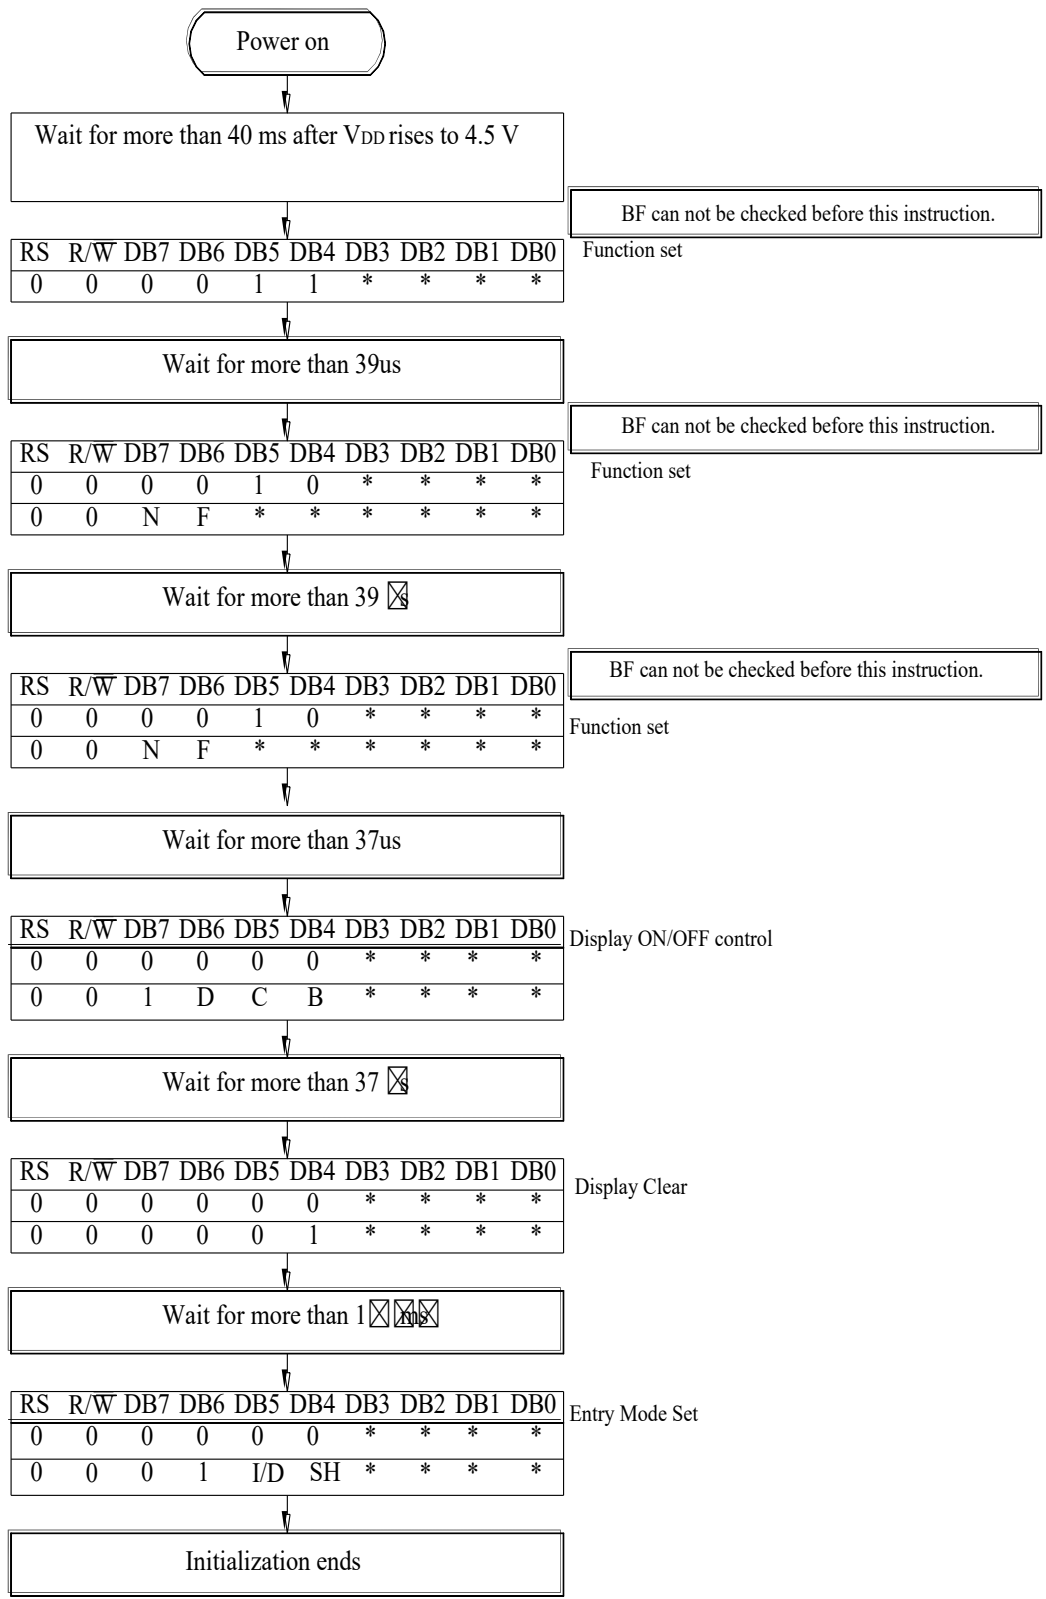 Power on
Wait for more than 40 ms after VDD rises to 4.5 V
BF can not be checked before this instruction.
RS R/W̅ DB7 DB6 DB5 DB4 DB3 DB2 DB1 DB0
Function set
0 0 0 0 1 1 * * * *
Wait for more than 39us
BF can not be checked before this instruction.
RS R/W̅ DB7 DB6 DB5 DB4 DB3 DB2 DB1 DB0
Function set
0 0 0 0 1 0 * * * *
0 0 N F * * * * * *
Wait for more than 39 s
BF can not be checked before this instruction.
RS R/W̅ DB7 DB6 DB5 DB4 DB3 DB2 DB1 DB0
0 0 0 0 1 0 * * * *
Function set
0 0 N F * * * * * *
Wait for more than 37us
RS R/W̅ DB7 DB6 DB5 DB4 DB3 DB2 DB1 DB0
Display ON/OFF control
0 0 0 0 0 0 * * * *
0 0 1 D C B * * * *
Wait for more than 37 s
RS R/W̅ DB7 DB6 DB5 DB4 DB3 DB2 DB1 DB0
Display Clear
0 0 0 0 0 0 * * * *
0 0 0 0 0 1 * * * *
Wait for more than 1 ms
RS R/W̅ DB7 DB6 DB5 DB4 DB3 DB2 DB1 DB0
Entry Mode Set
0 0 0 0 0 0 * * * *
0 0 0 1 I/D SH * * * *
Initialization ends